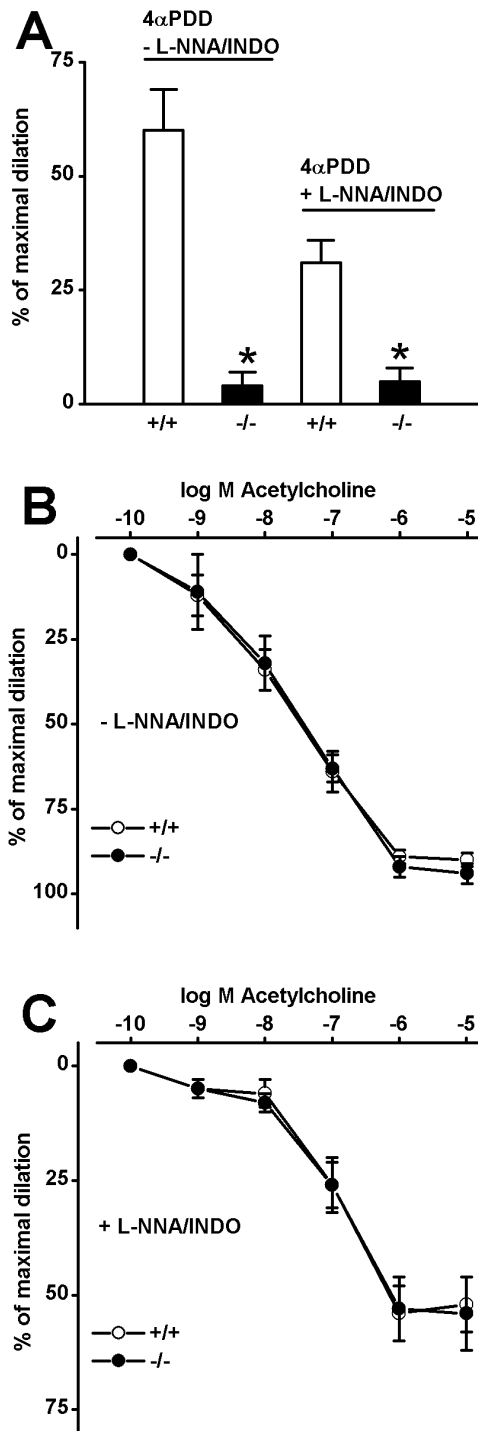 A
4αPDD
- L-NNA/INDO
4αPDD
+ L-NNA/INDO
% of maximal dilation
75
50
25
0
*
*
+/+
-/-
+/+
-/-
B
log M Acetylcholine
-10 -9 -8 -7 -6 -5
% of maximal dilation
0
25
50
75
100
- L-NNA/INDO
+/+
-/-
C
log M Acetylcholine
-10 -9 -8 -7 -6 -5
% of maximal dilation
0
25
50
75
+ L-NNA/INDO
+/+
-/-